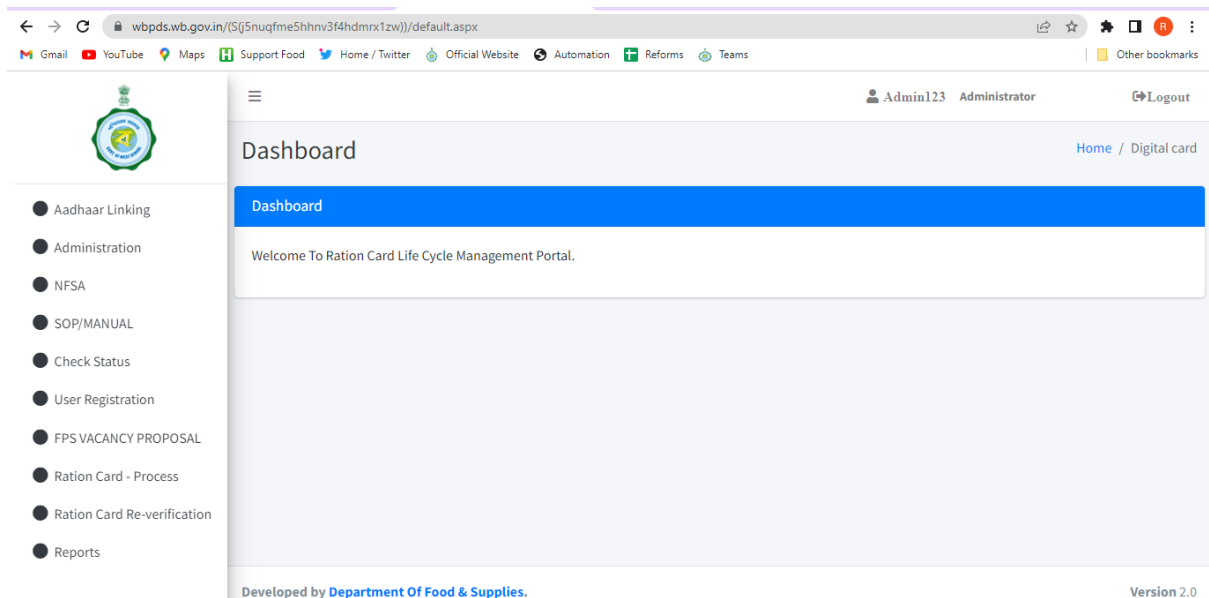 wbpds.wb.gov.in/(S(j5nuqfme5hhnv3f4hdmrx1zw))/default.aspx
R
Gmail YouTube Maps Support Food Home / Twitter Official Website Automation Reforms Teams Other bookmarks
Admin123 Administrator Logout
Dashboard
Home / Digital card
Dashboard
Welcome To Ration Card Life Cycle Management Portal.
Aadhaar Linking
Administration
NFSA
SOP/MANUAL
Check Status
User Registration
FPS VACANCY PROPOSAL
Ration Card - Process
Ration Card Re-verification
Reports
Developed by Department Of Food & Supplies.
Version 2.0